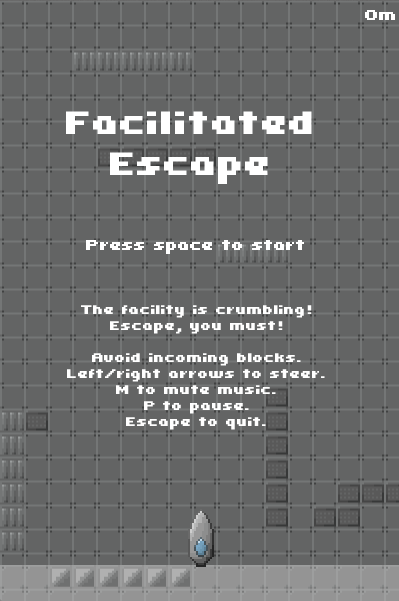 0m
Facilitated
Escape
Press space to start
The facility is crumbling!
Escape, you must!
Avoid incoming blocks.
Left/right arrows to steer.
M to mute music.
P to pause.
Escape to quit.